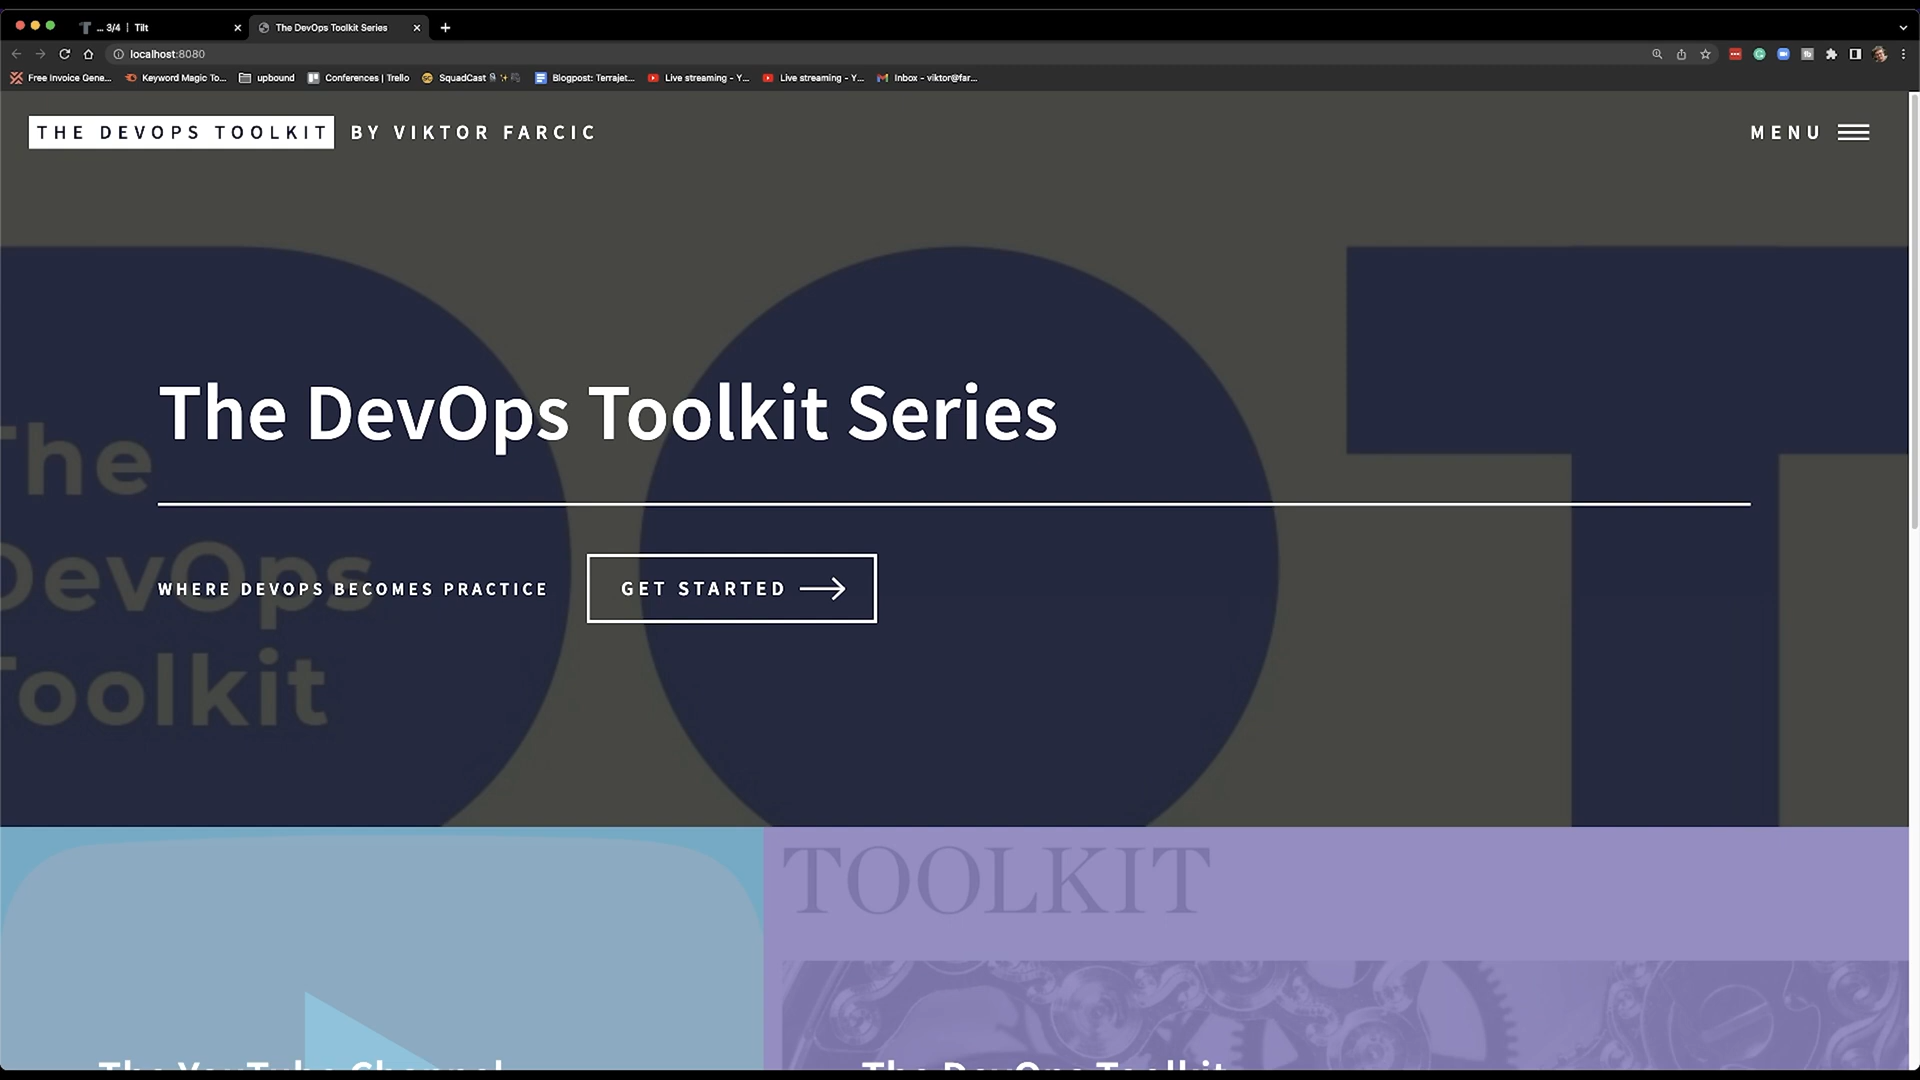 ... 3/4 | Tilt
The DevOps Toolkit Series
localhost:8080
Free Invoice Gene...
Keyword Magic To...
upbound
Conferences | Trello
SquadCast
Blogpost: Terrajet...
Live streaming - Y...
Live streaming - Y...
Inbox - viktor@far...
THE DEVOPS TOOLKIT BY VIKTOR FARCIC
MENU
The DevOps Toolkit Series
The
DevOps
Toolkit
WHERE DEVOPS BECOMES PRACTICE
GET STARTED
TOOLKIT
The YouTube Channel
The DevOps Toolkit